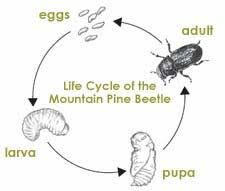 eggs
adult
Life Cycle of the
Mountain Pine Beetle
larva
pupa